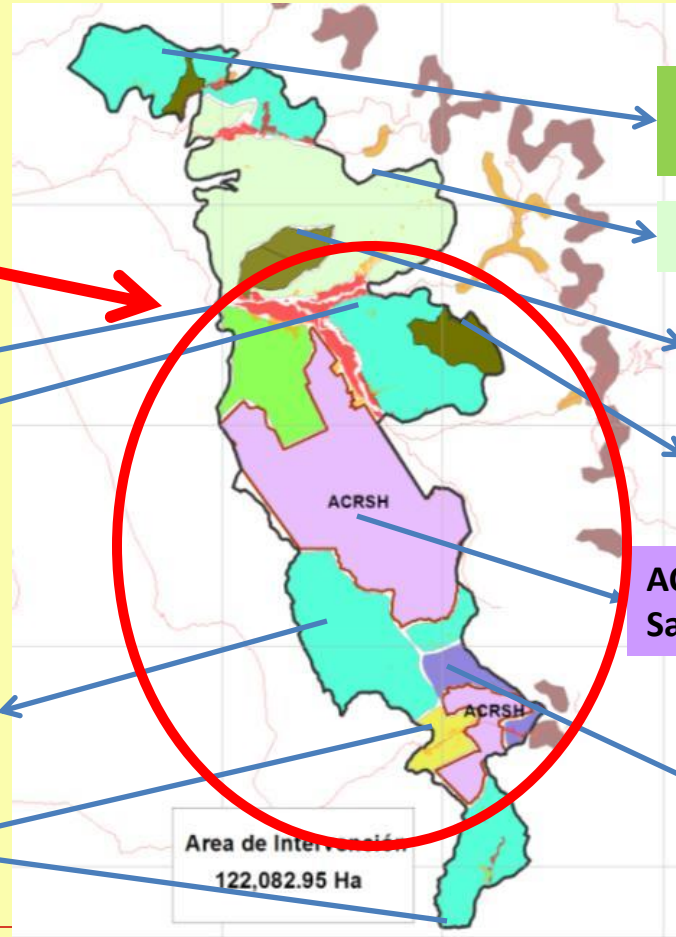 ACRSH
AC
Sa
ACRSH
Area de Intervención
122,082.95 Ha